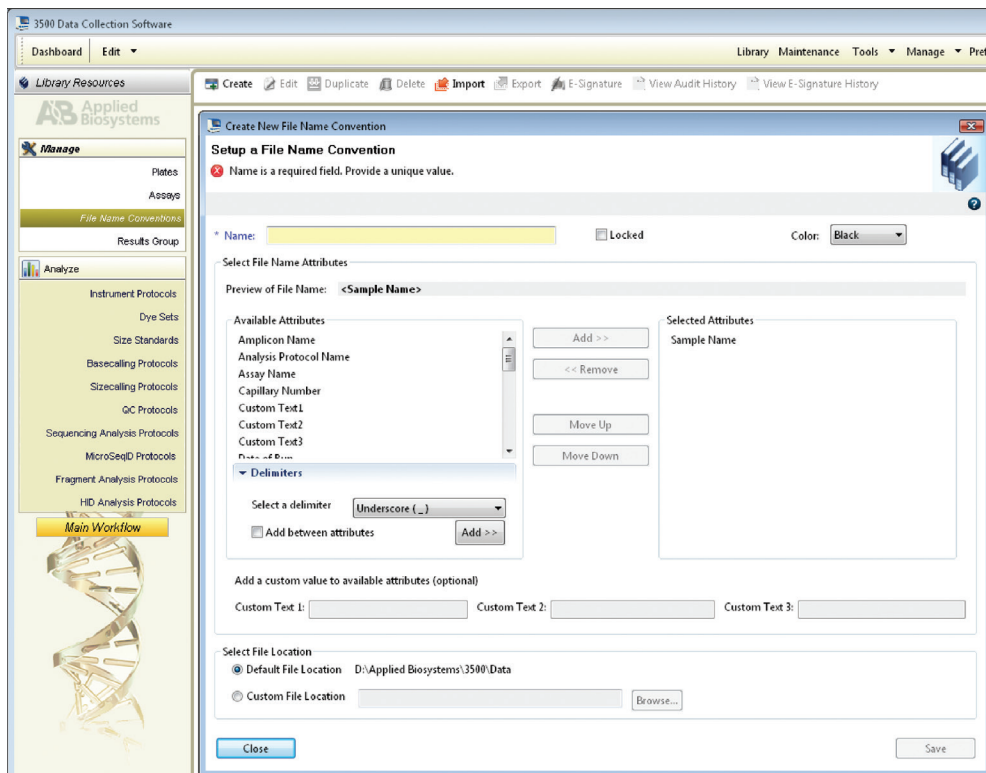 3500 Data Collection Software
Dashboard Edit Library Maintenance Tools Manage Pref
Library Resources
Create Edit Duplicate Delete Import Export E-Signature View Audit History View E-Signature History
AB Applied Biosystems
Manage
Plates
Assays
File Name Conventions
Results Group
Analyze
Instrument Protocols
Dye Sets
Size Standards
Basecalling Protocols
Sizecalling Protocols
QC Protocols
Sequencing Analysis Protocols
MicroSeqID Protocols
Fragment Analysis Protocols
HID Analysis Protocols
Main Workflow
Create New File Name Convention
Setup a File Name Convention
Name is a required field. Provide a unique value.
* Name: Locked Color: Black
Select File Name Attributes
Preview of File Name: <Sample Name>
Available Attributes
Amplicon Name
Analysis Protocol Name
Assay Name
Capillary Number
Custom Text1
Custom Text2
Custom Text3
Date of Run
Delimiters
Select a delimiter Underscore ( _ )
Add between attributes Add >>
Add >>
<< Remove
Move Up
Move Down
Selected Attributes
Sample Name
Add a custom value to available attributes (optional)
Custom Text 1: Custom Text 2: Custom Text 3:
Select File Location
Default File Location D:\Applied Biosystems\3500\Data
Custom File Location Browse...
Close Save